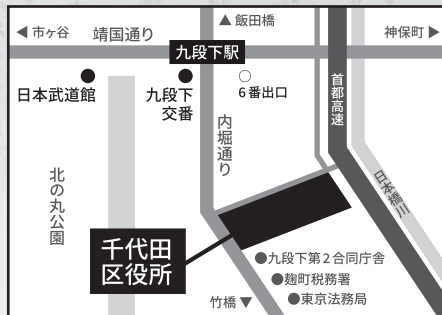 ◀市ヶ谷
靖国通り
▲飯田橋
神保町▶
九段下駅
日本武道館
九段下
交番
6番出口
首都高速
内堀通り
日本橋川
北の丸公園
千代田
区役所
●九段下第2合同庁舎
●麹町税務署
●東京法務局
竹橋▼